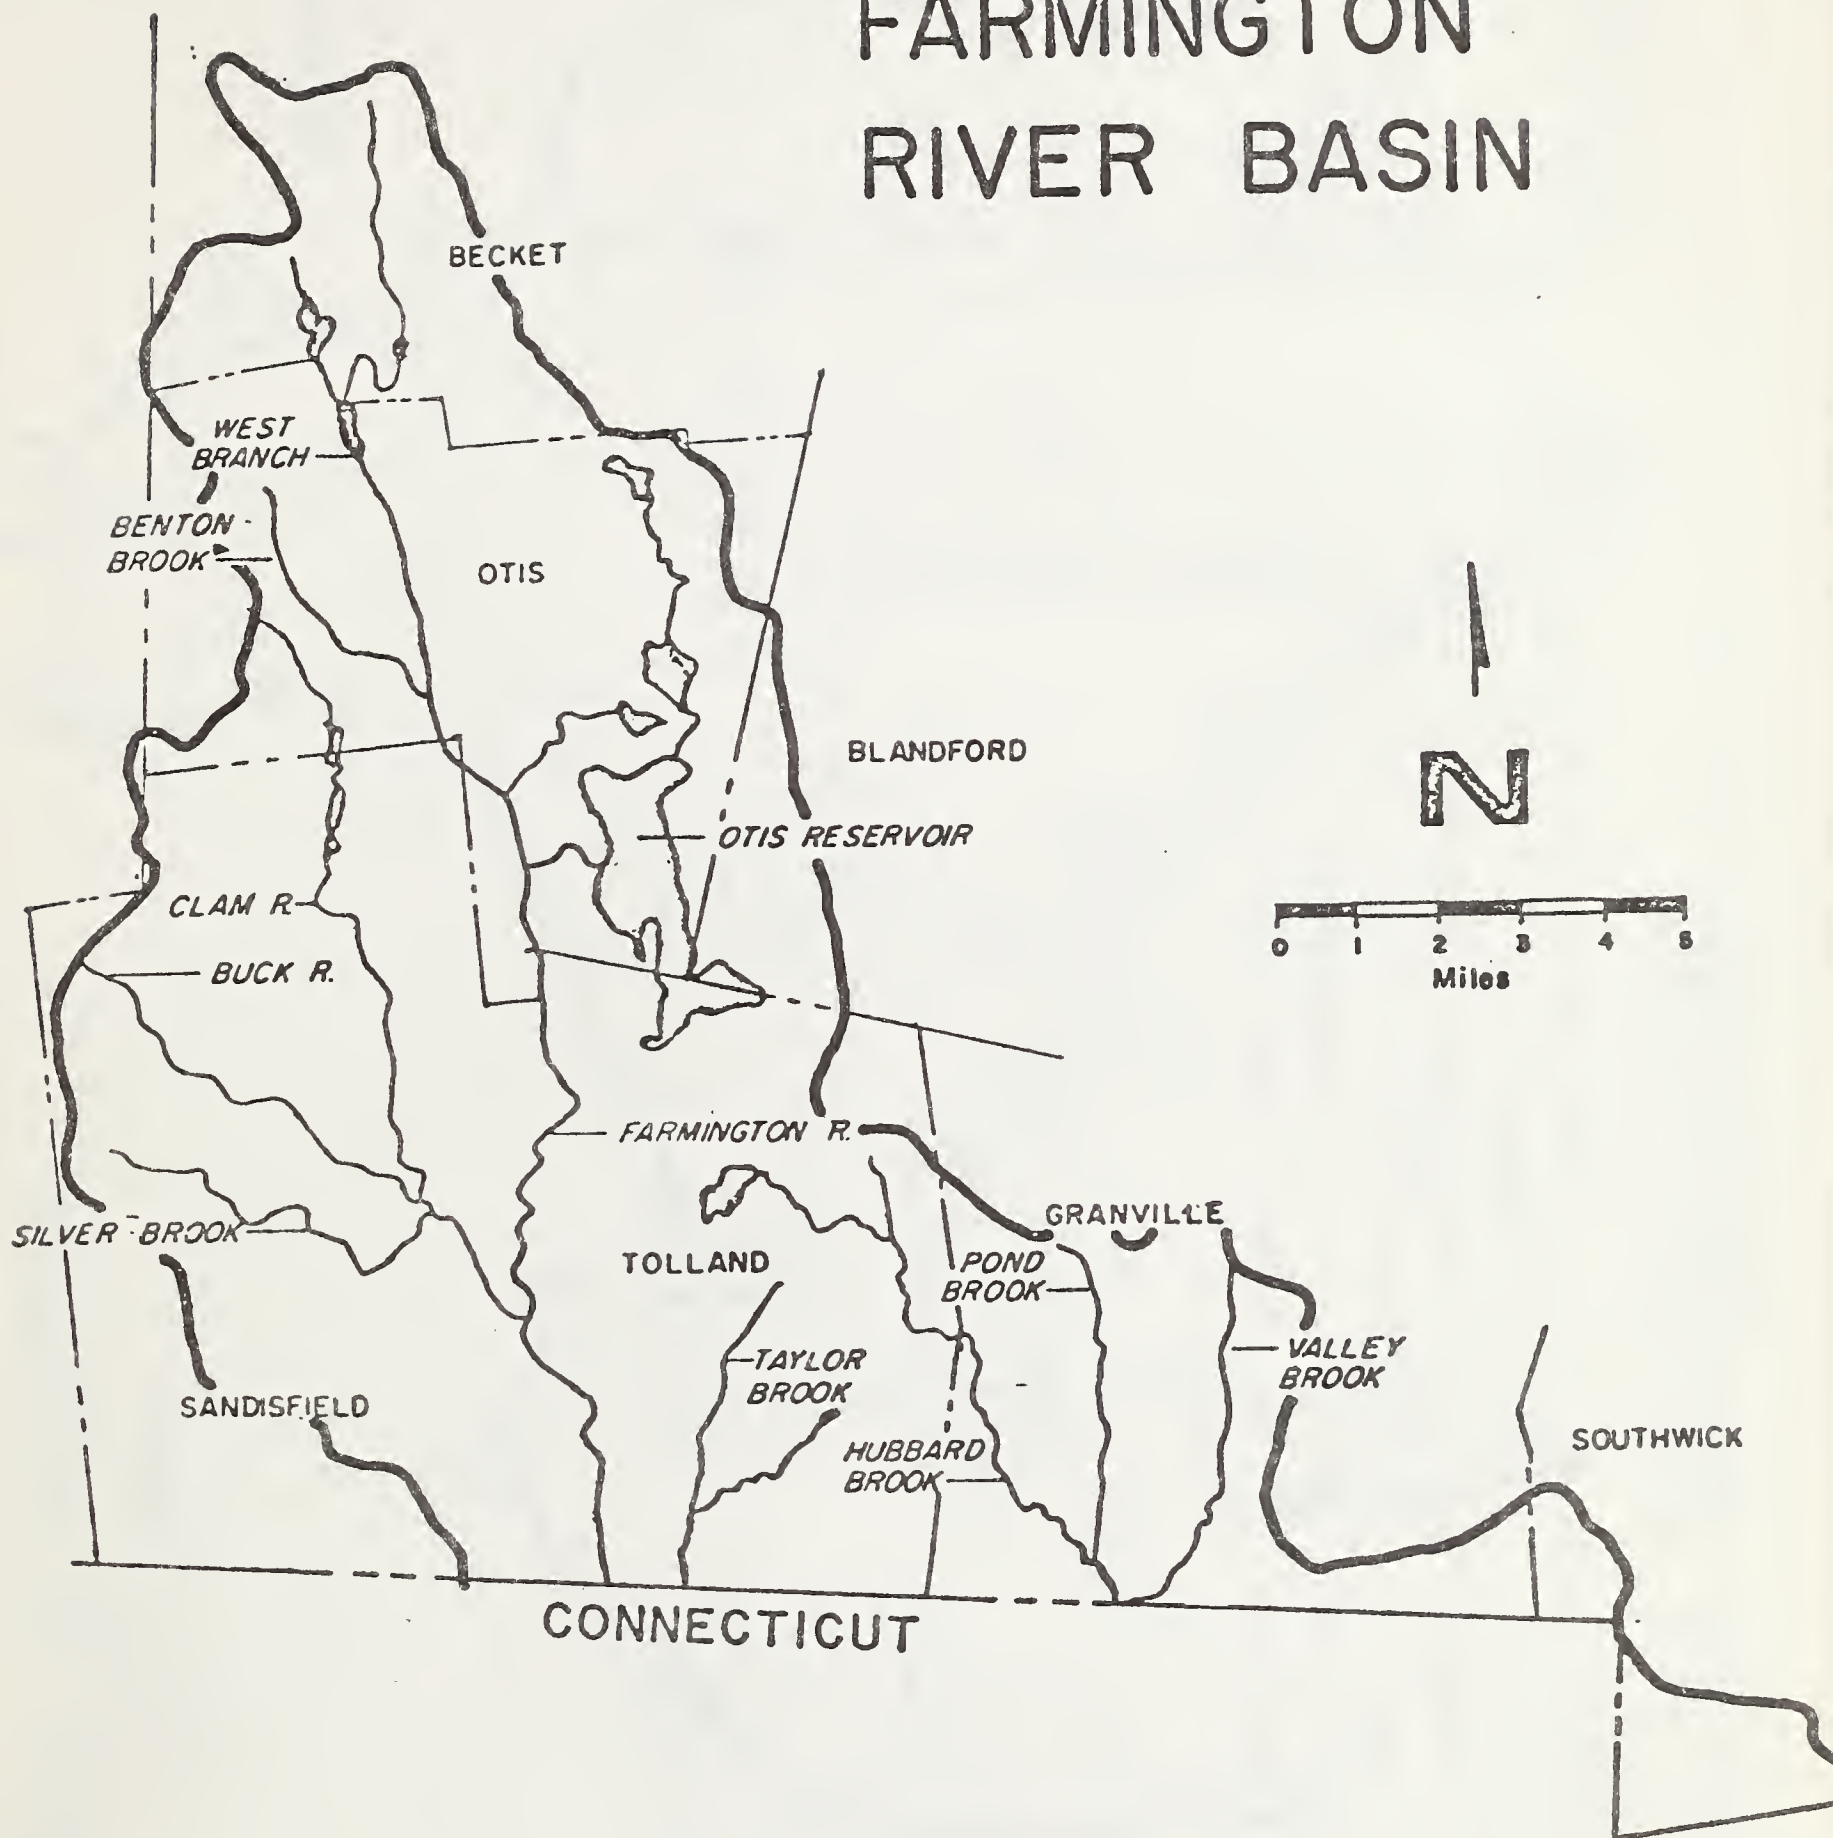 FARMINGTON
RIVER BASIN
BECKET
WEST
BRANCH
BENTON
BROOK
OTIS
BLANDFORD
OTIS RESERVOIR
N
0 1 2 3 4 5
Miles
CLAM R.
BUCK R.
FARMINGTON R.
GRANVILLE
SILVER BROOK
TOLLAND
POND
BROOK
TAYLOR
BROOK
VALLEY
BROOK
SANDISFIELD
HUBBARD
BROOK
SOUTHWICK
CONNECTICUT